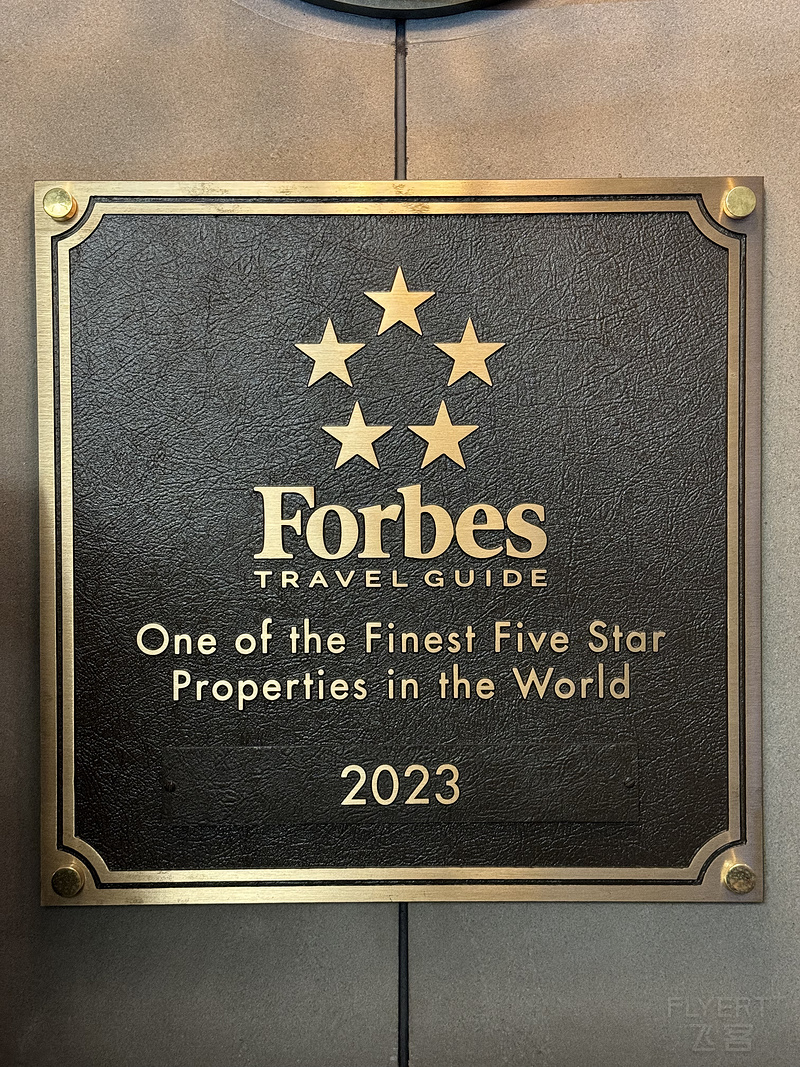 Forbes
TRAVEL GUIDE
One of the Finest Five Star
Properties in the World
2023
FLYERT
飞客